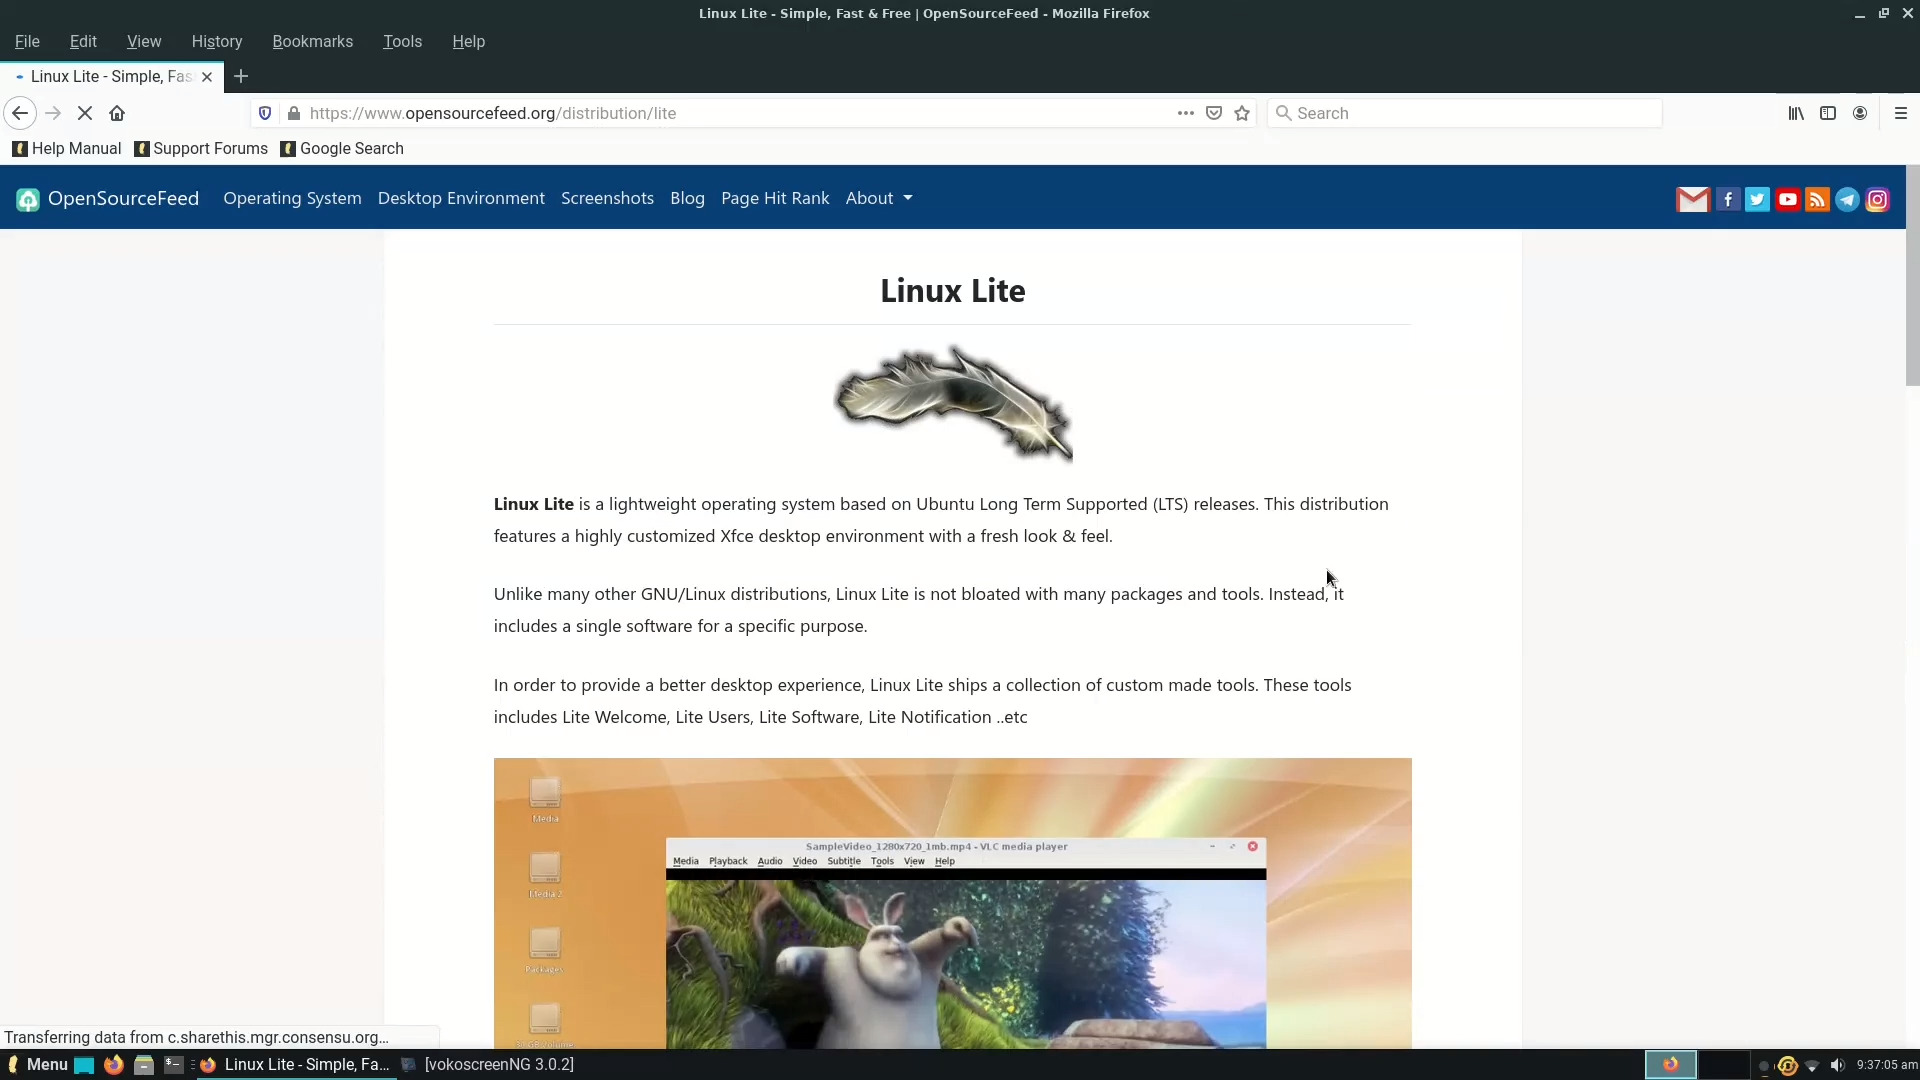 Linux Lite - Simple, Fast & Free | OpenSourceFeed - Mozilla Firefox
File Edit View History Bookmarks Tools Help
Linux Lite - Simple, Fas
https://www.opensourcefeed.org/distribution/lite
Search
Help Manual Support Forums Google Search
OpenSourceFeed Operating System Desktop Environment Screenshots Blog Page Hit Rank About
Linux Lite
Linux Lite is a lightweight operating system based on Ubuntu Long Term Supported (LTS) releases. This distribution
features a highly customized Xfce desktop environment with a fresh look & feel.
Unlike many other GNU/Linux distributions, Linux Lite is not bloated with many packages and tools. Instead, it
includes a single software for a specific purpose.
In order to provide a better desktop experience, Linux Lite ships a collection of custom made tools. These tools
includes Lite Welcome, Lite Users, Lite Software, Lite Notification ..etc
Media
SampleVideo_1280x720_1mb.mp4 - VLC media player
Media Playback Audio Video Subtitle Tools View Help
Media 2
Packages
Transferring data from c.sharethis.mgr.consensu.org...
Menu Linux Lite - Simple, Fa... [vokoscreenNG 3.0.2] 9:37:05 am